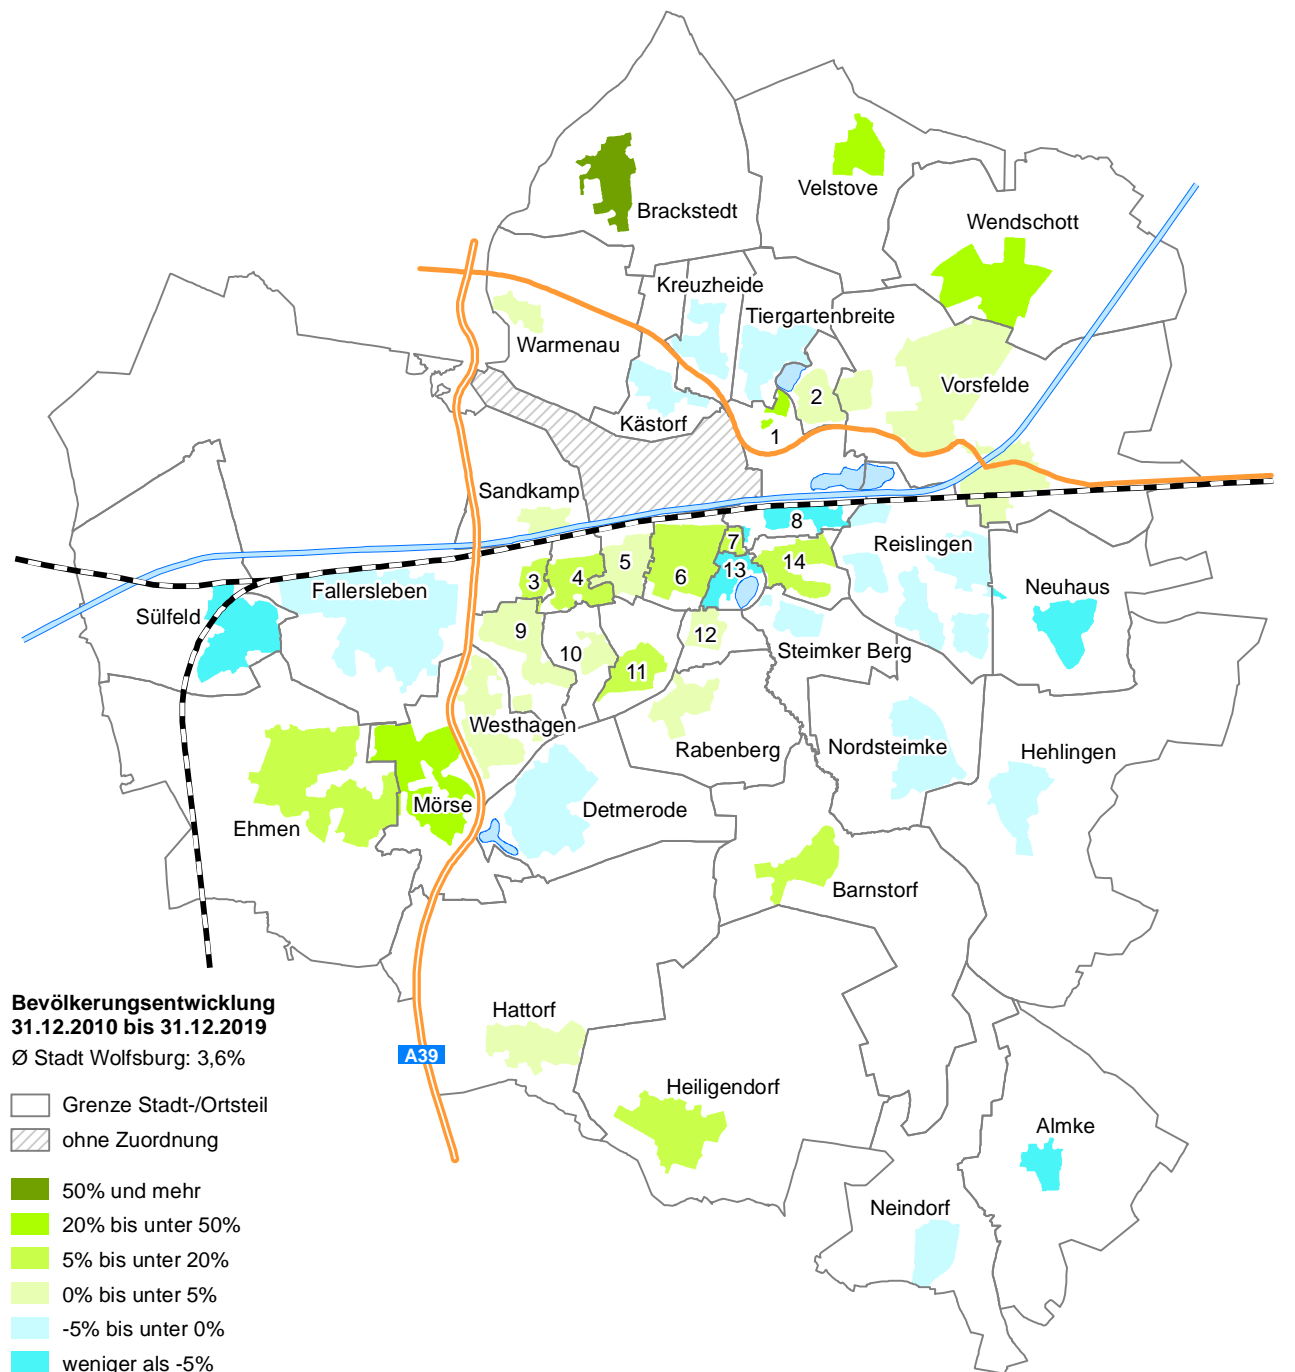 Velstove
Brackstedt
Wendschott
Kreuzheide
Tiergartenbreite
Warmenau
Vorsfelde
2
Kästorf
1
Sandkamp
8
7
Reislingen
5
14
13
6
4
3
Fallersleben
Neuhaus
Sülfeld
9
12
10
Steimker Berg
11
Westhagen
Rabenberg
Nordsteimke
Hehlingen
Mörse
Detmerode
Ehmen
Barnstorf
Bevölkerungsentwicklung
31.12.2010 bis 31.12.2019
Ø Stadt Wolfsburg: 3,6%
Hattorf
A39
Heiligendorf
Grenze Stadt-/Ortsteil
Almke
ohne Zuordnung
50% und mehr
Neindorf
20% bis unter 50%
5% bis unter 20%
0% bis unter 5%
-5% bis unter 0%
weniger als -5%